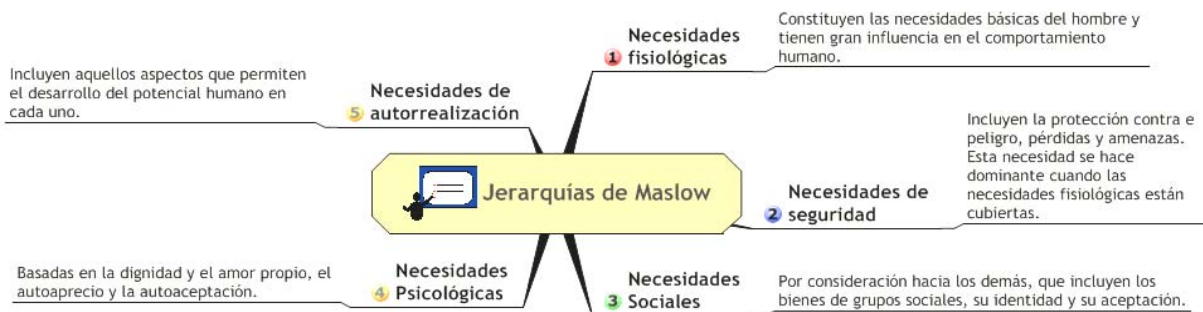 Jerarquías de Maslow
1
Necesidades
fisiológicas
Constituyen las necesidades básicas del hombre y
tienen gran influencia en el comportamiento
humano.
2
Necesidades de
seguridad
Incluyen la protección contra e
peligro, pérdidas y amenazas.
Esta necesidad se hace
dominante cuando las
necesidades fisiológicas están
cubiertas.
3
Necesidades
Sociales
Por consideración hacia los demás, que incluyen los
bienes de grupos sociales, su identidad y su aceptación.
4
Necesidades
Psicológicas
Basadas en la dignidad y el amor propio, el
autoaprecio y la autoaceptación.
5
Necesidades de
autorrealización
Incluyen aquellos aspectos que permiten
el desarrollo del potencial humano en
cada uno.